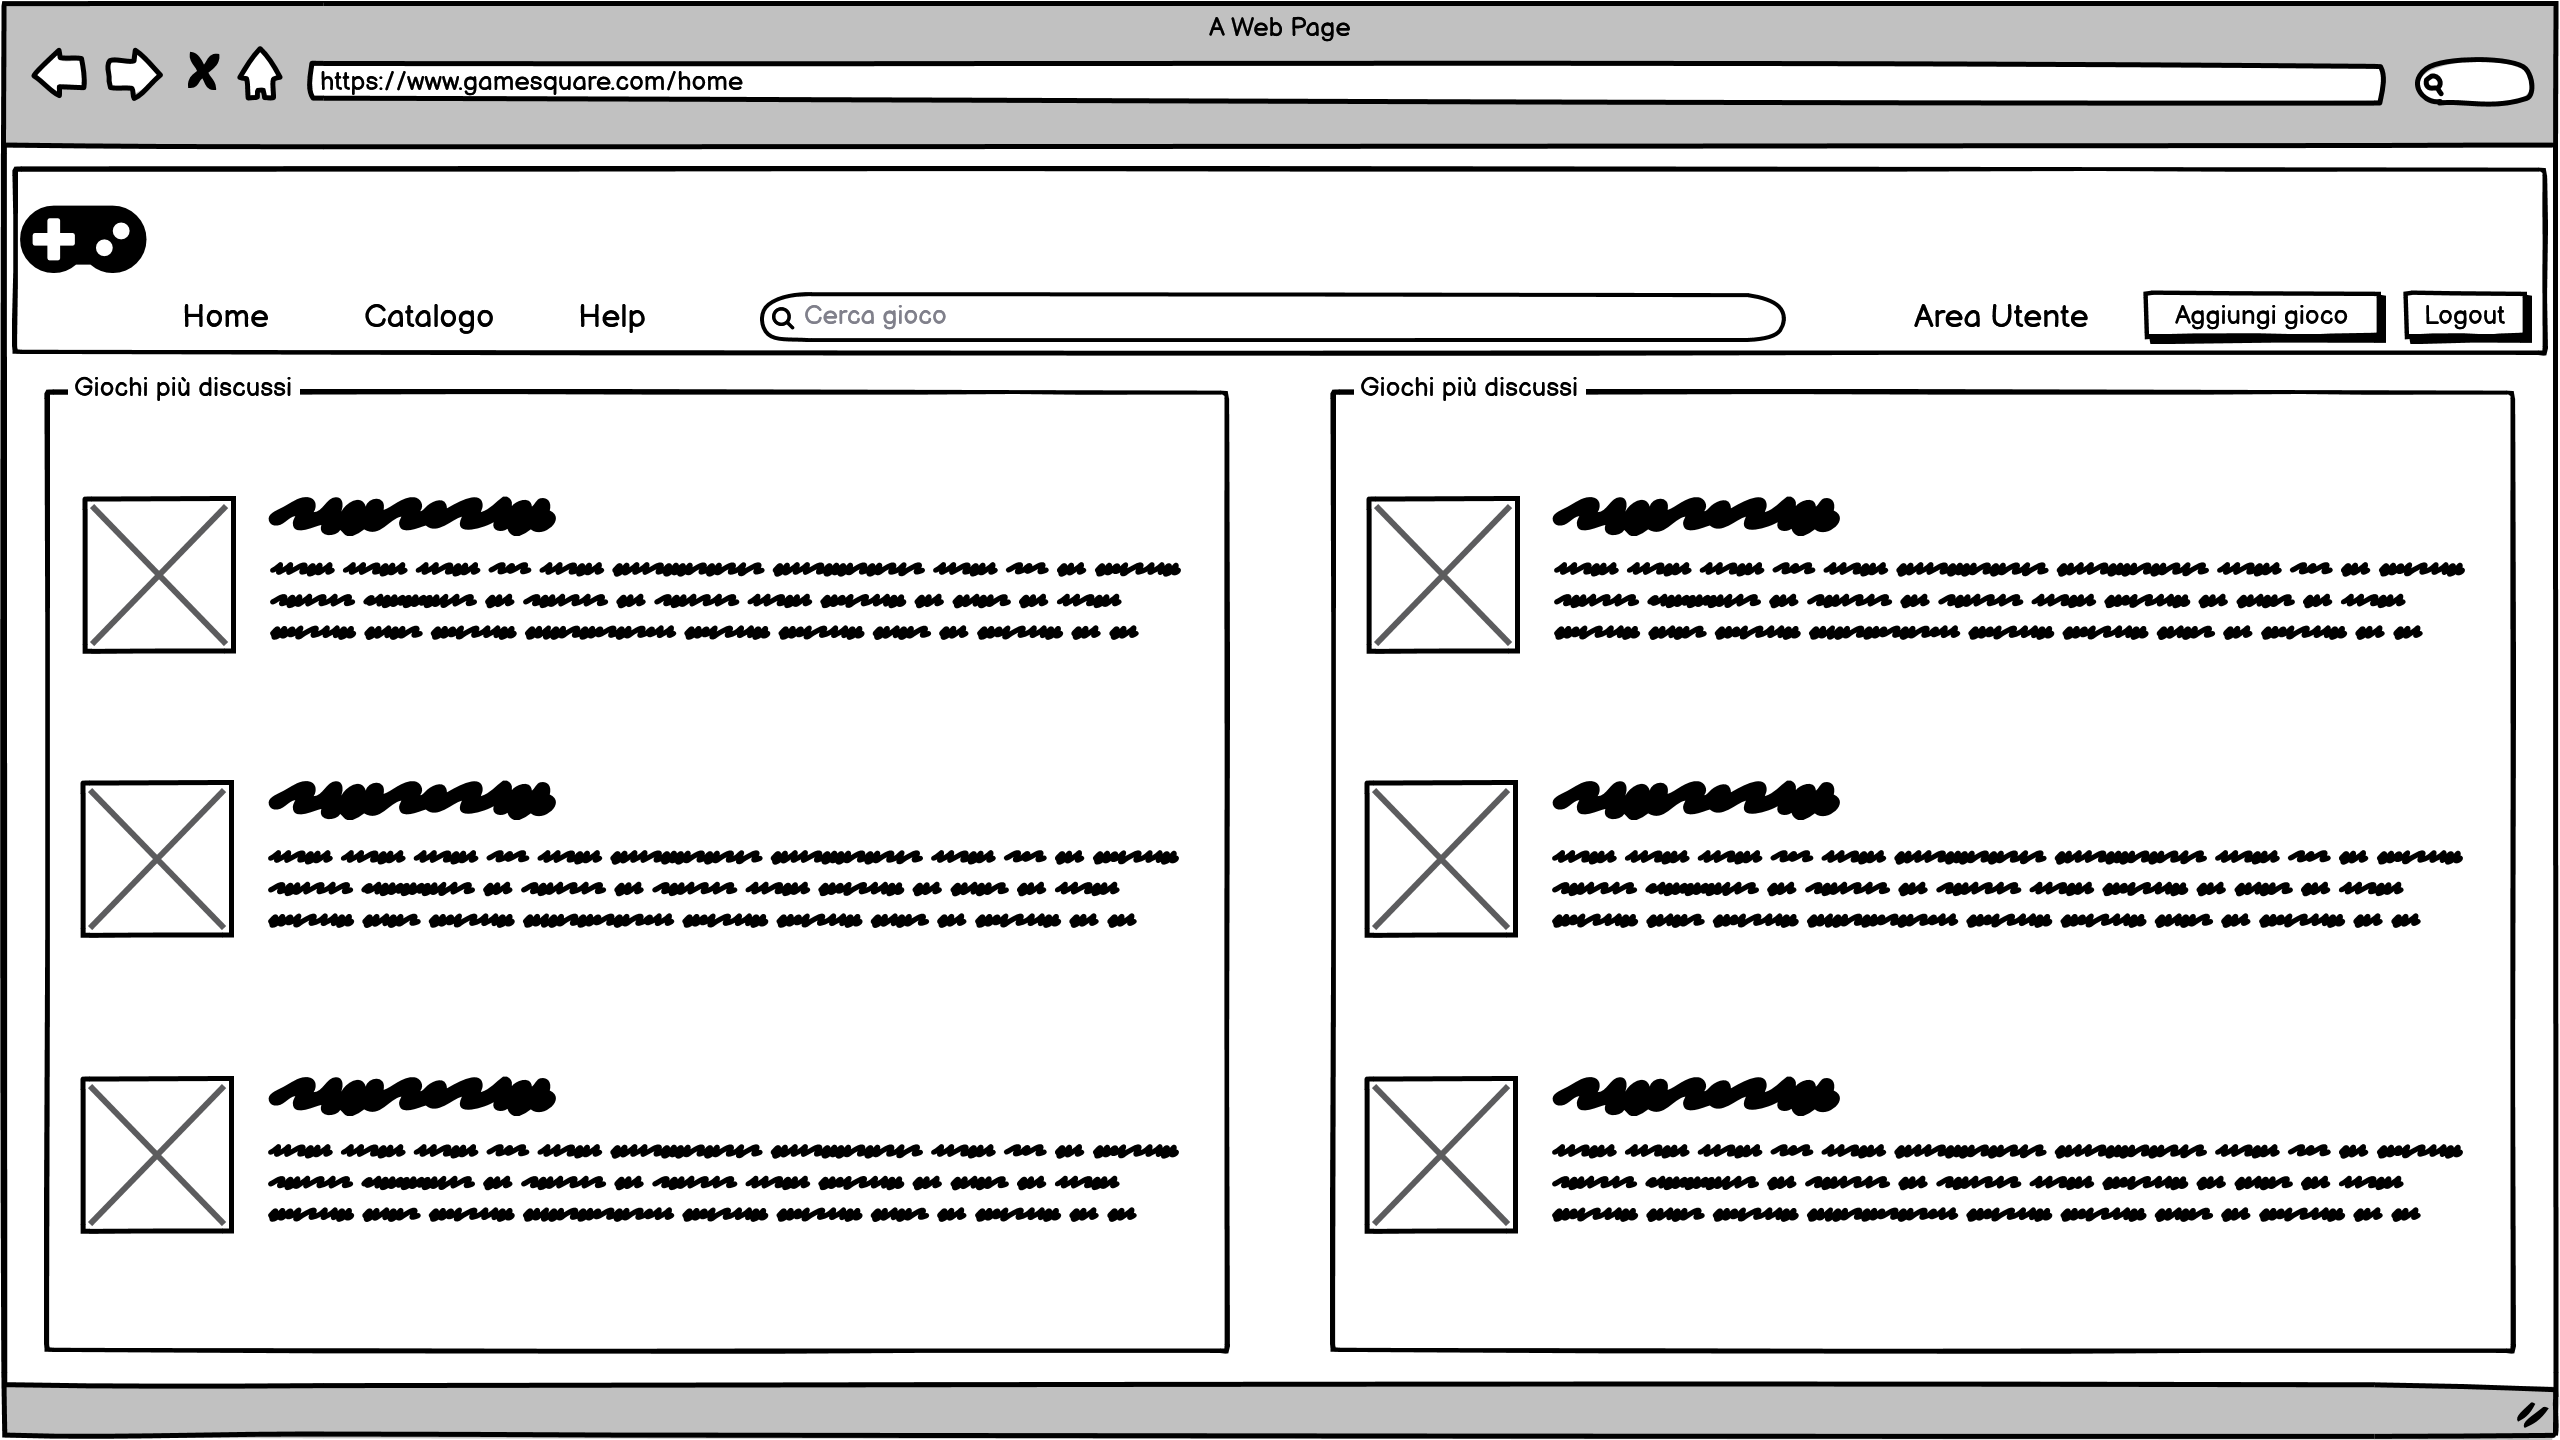 A Web Page
https://www.gamesquare.com/home
Home Catalogo Help Cerca gioco Area Utente Aggiungi gioco Logout
Giochi più discussi
Giochi più discussi